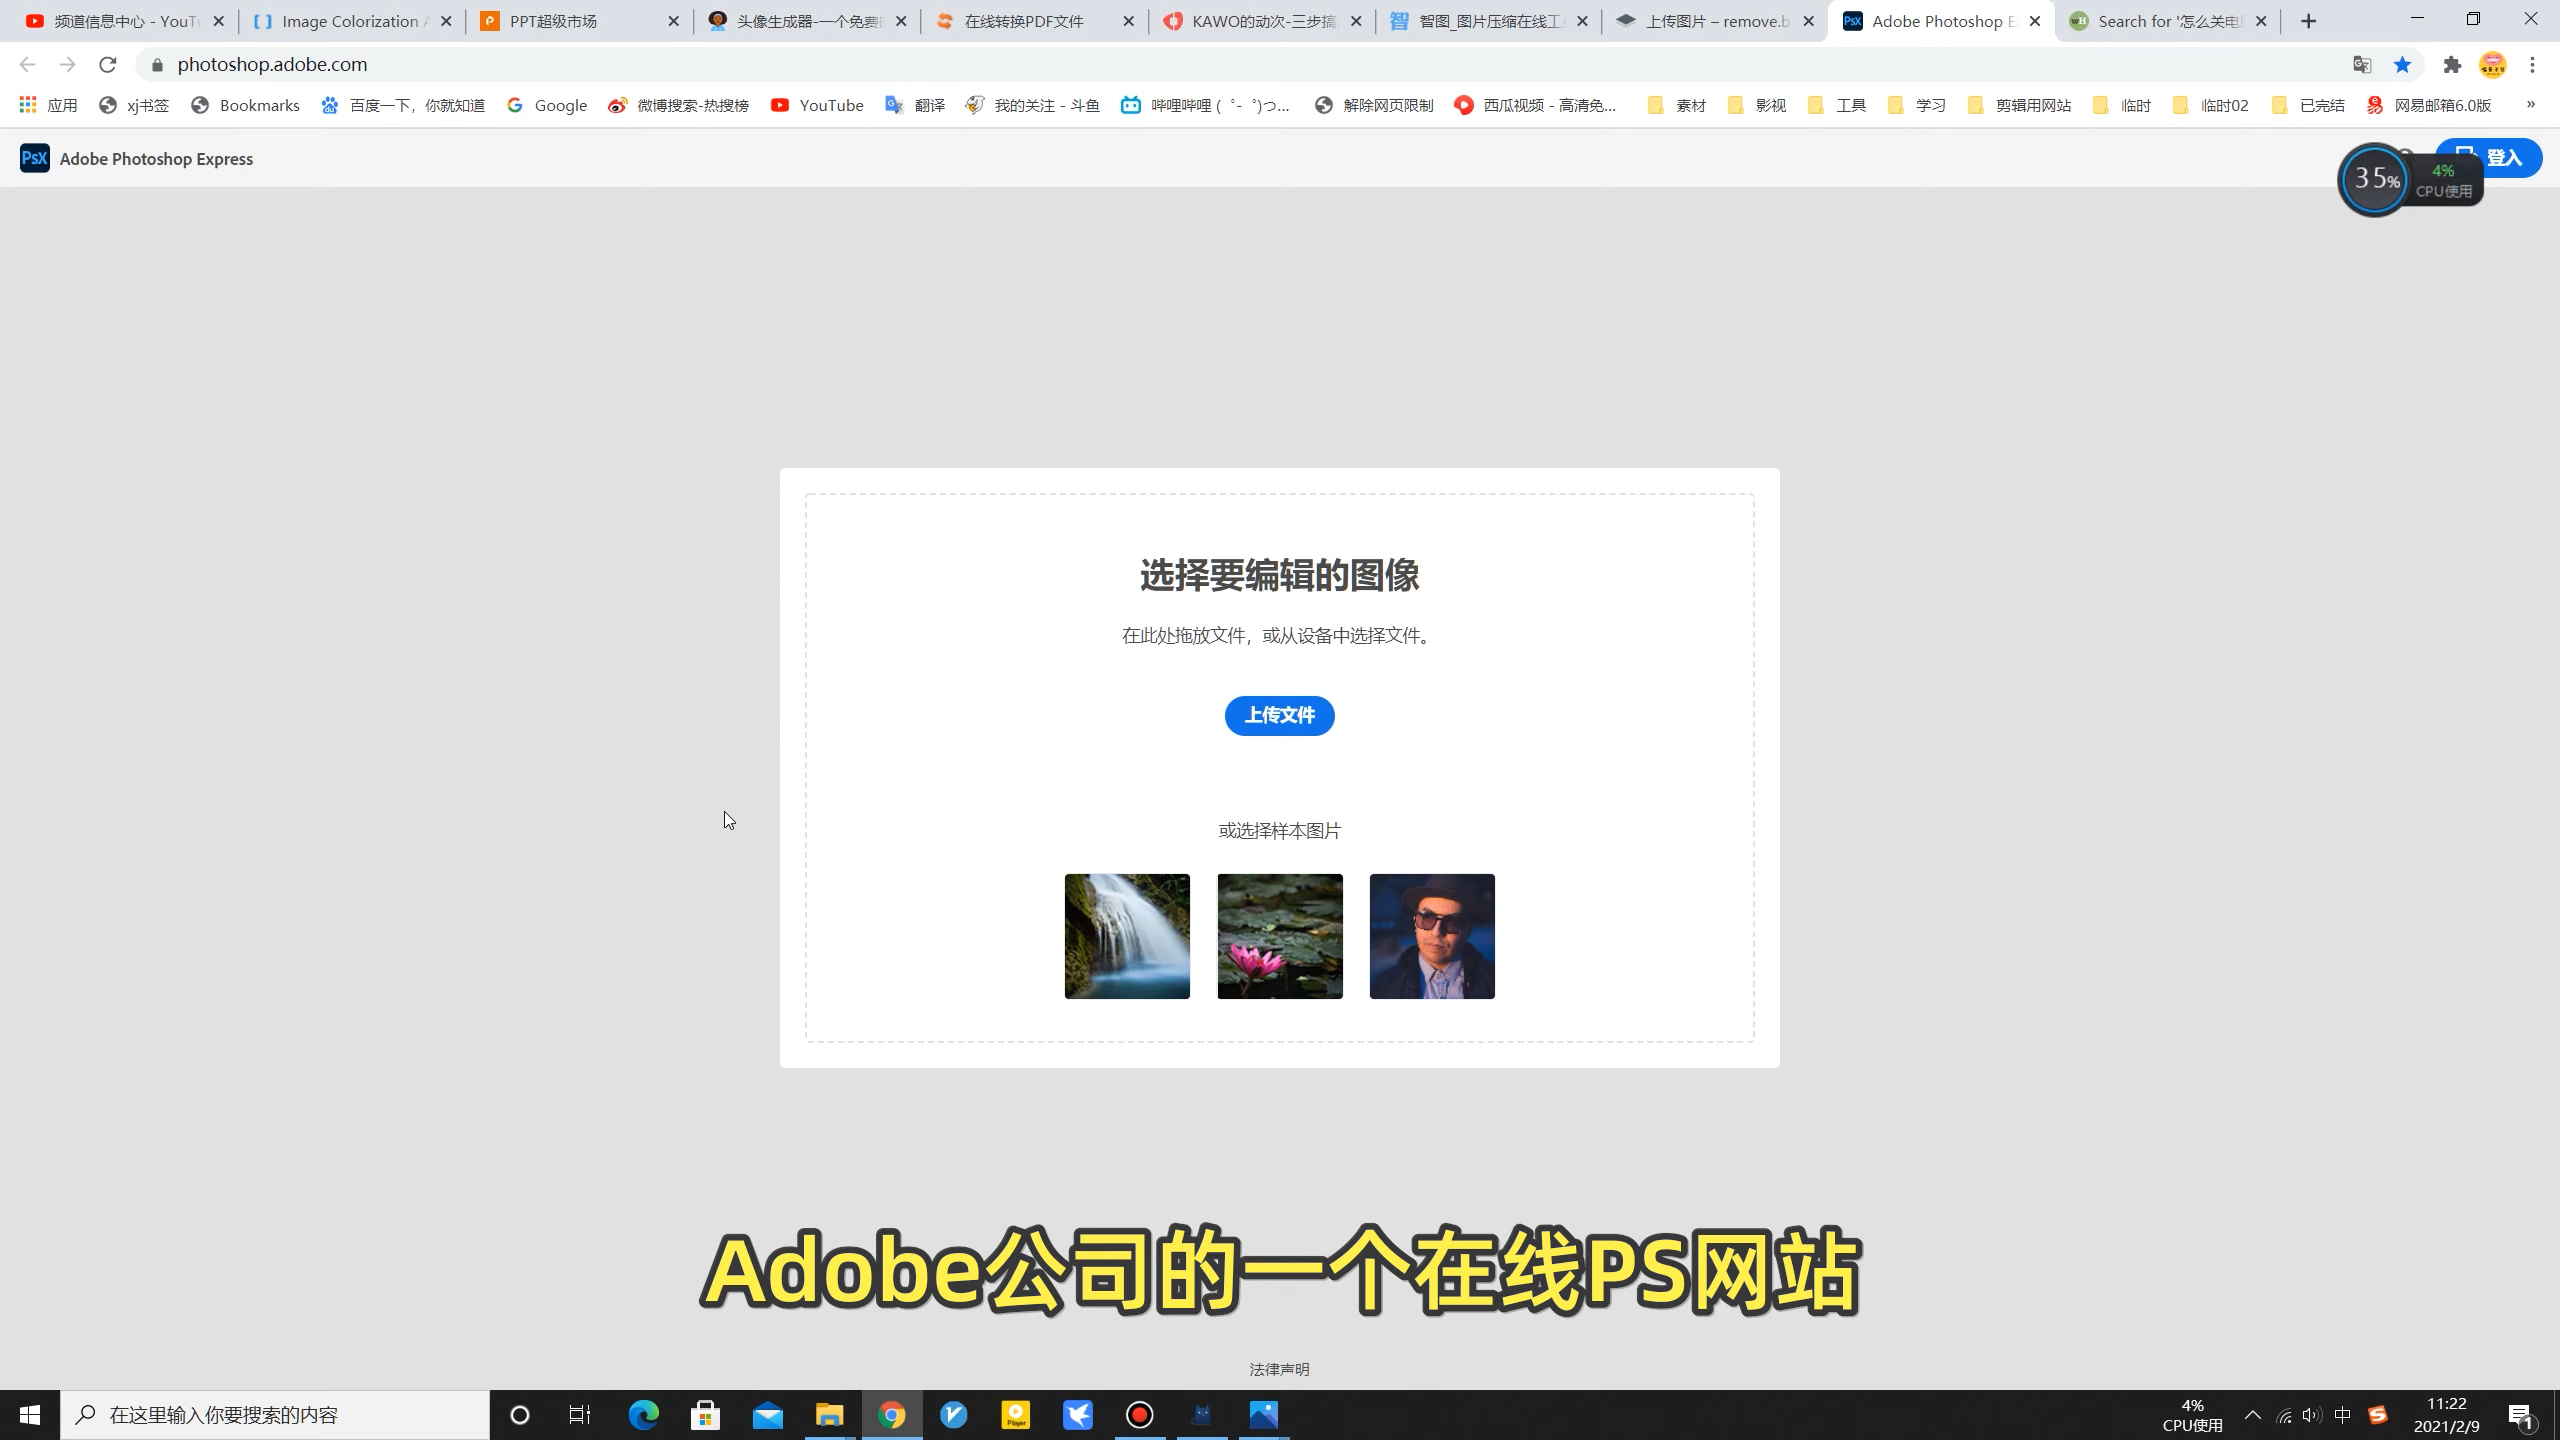 频道信息中心 - YouTu
Image Colorization A
PPT超级市场
头像生成器-一个免费的
在线转换PDF文件
KAWO的动次-三步搞
智图_图片压缩在线工
上传图片 – remove.b
PsX Adobe Photoshop E
wH Search for '怎么关电
photoshop.adobe.com
应用
xj书签
Bookmarks
百度一下，你就知道
Google
微博搜索-热搜榜
YouTube
翻译
我的关注 - 斗鱼
哔哩哔哩 ( ゜- ゜)つ...
解除网页限制
西瓜视频 - 高清免...
素材
影视
工具
学习
剪辑用网站
临时
临时02
已完结
网易邮箱6.0版
»
PsX Adobe Photoshop Express
登入
35%
4%
CPU使用
选择要编辑的图像
在此处拖放文件，或从设备中选择文件。
上传文件
或选择样本图片
Adobe公司的一个在线PS网站
法律声明
在这里输入你要搜索的内容
Player
4%
CPU使用
中
11:22
2021/2/9
1